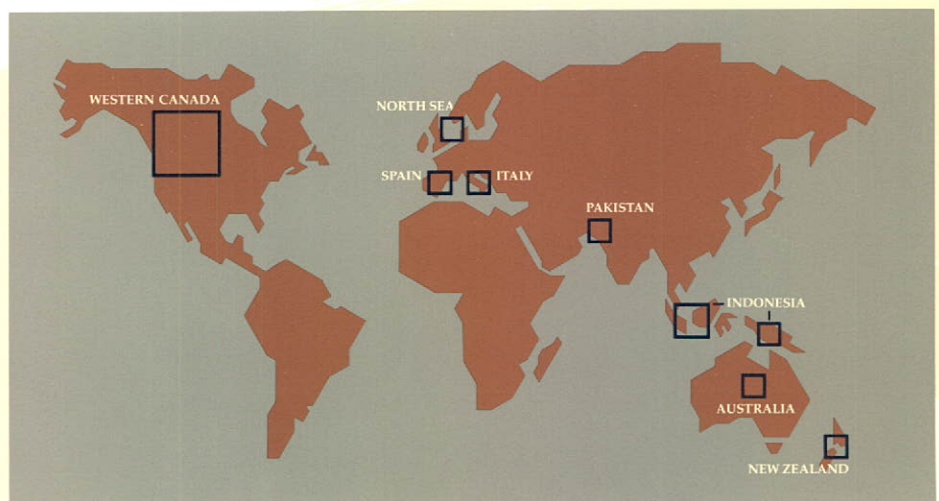 WESTERN CANADA
NORTH SEA
SPAIN
ITALY
PAKISTAN
INDONESIA
AUSTRALIA
NEW ZEALAND